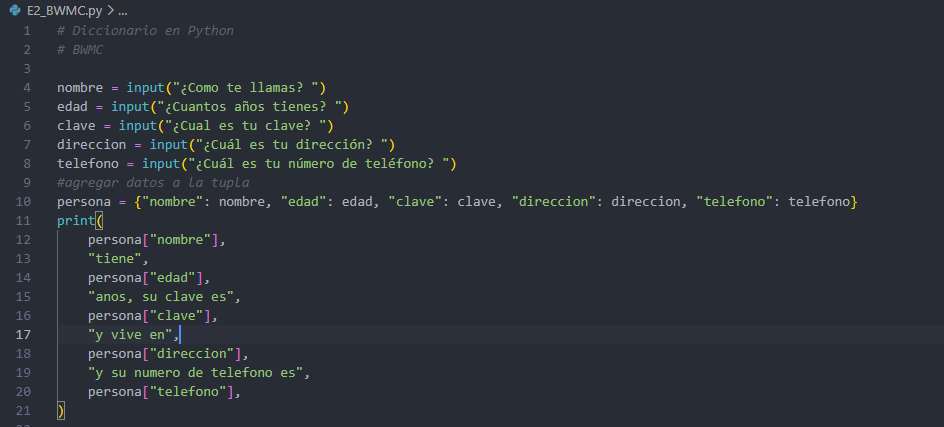 E2_BWMC.py > ...
1 # Diccionario en Python
2 # BWMC
3
4 nombre = input("¿Como te llamas? ")
5 edad = input("¿Cuantos años tienes? ")
6 clave = input("¿Cual es tu clave? ")
7 direccion = input("¿Cuál es tu dirección? ")
8 telefono = input("¿Cuál es tu número de teléfono? ")
9 #agregar datos a la tupla
10 persona = {"nombre": nombre, "edad": edad, "clave": clave, "direccion": direccion, "telefono": telefono}
11 print(
12     persona["nombre"],
13     "tiene",
14     persona["edad"],
15     "anos, su clave es",
16     persona["clave"],
17     "y vive en",
18     persona["direccion"],
19     "y su numero de telefono es",
20     persona["telefono"],
21 )